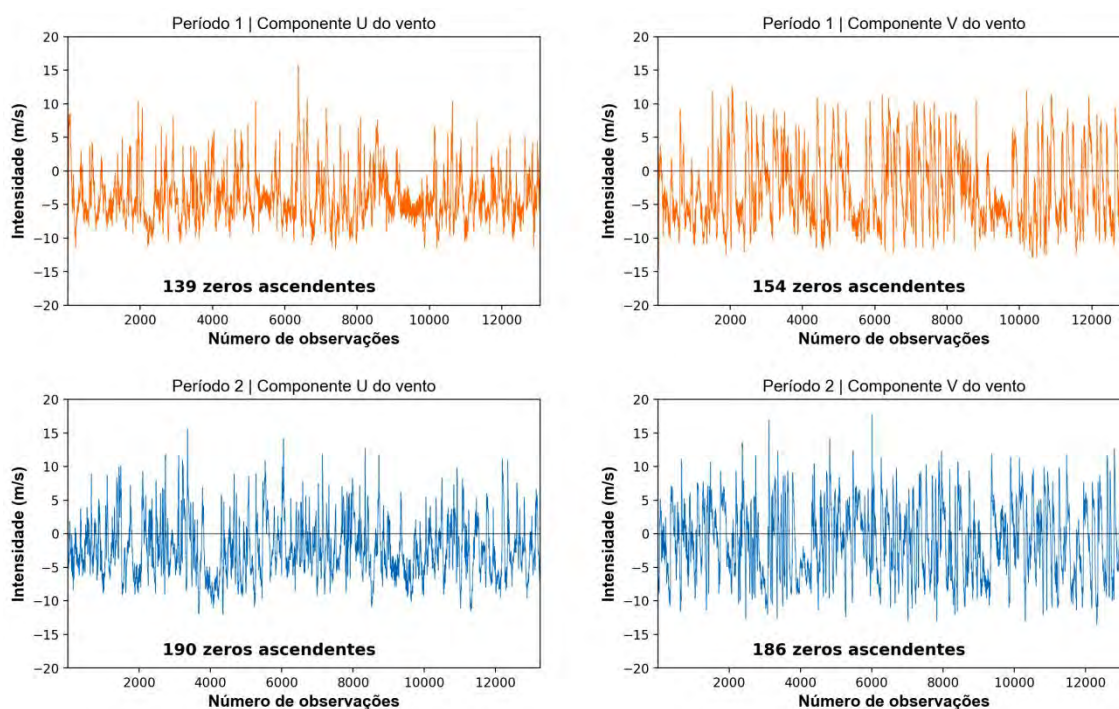 Período 1 | Componente U do vento
20
15
10
5
0
−5
−10
−15
−20
Intensidade (m/s)
139 zeros ascendentes
2000 4000 6000 8000 10000 12000
Número de observações
Período 1 | Componente V do vento
20
15
10
5
0
−5
−10
−15
−20
Intensidade (m/s)
154 zeros ascendentes
2000 4000 6000 8000 10000 12000
Número de observações
Período 2 | Componente U do vento
20
15
10
5
0
−5
−10
−15
−20
Intensidade (m/s)
190 zeros ascendentes
2000 4000 6000 8000 10000 12000
Número de observações
Período 2 | Componente V do vento
20
15
10
5
0
−5
−10
−15
−20
Intensidade (m/s)
186 zeros ascendentes
2000 4000 6000 8000 10000 12000
Número de observações